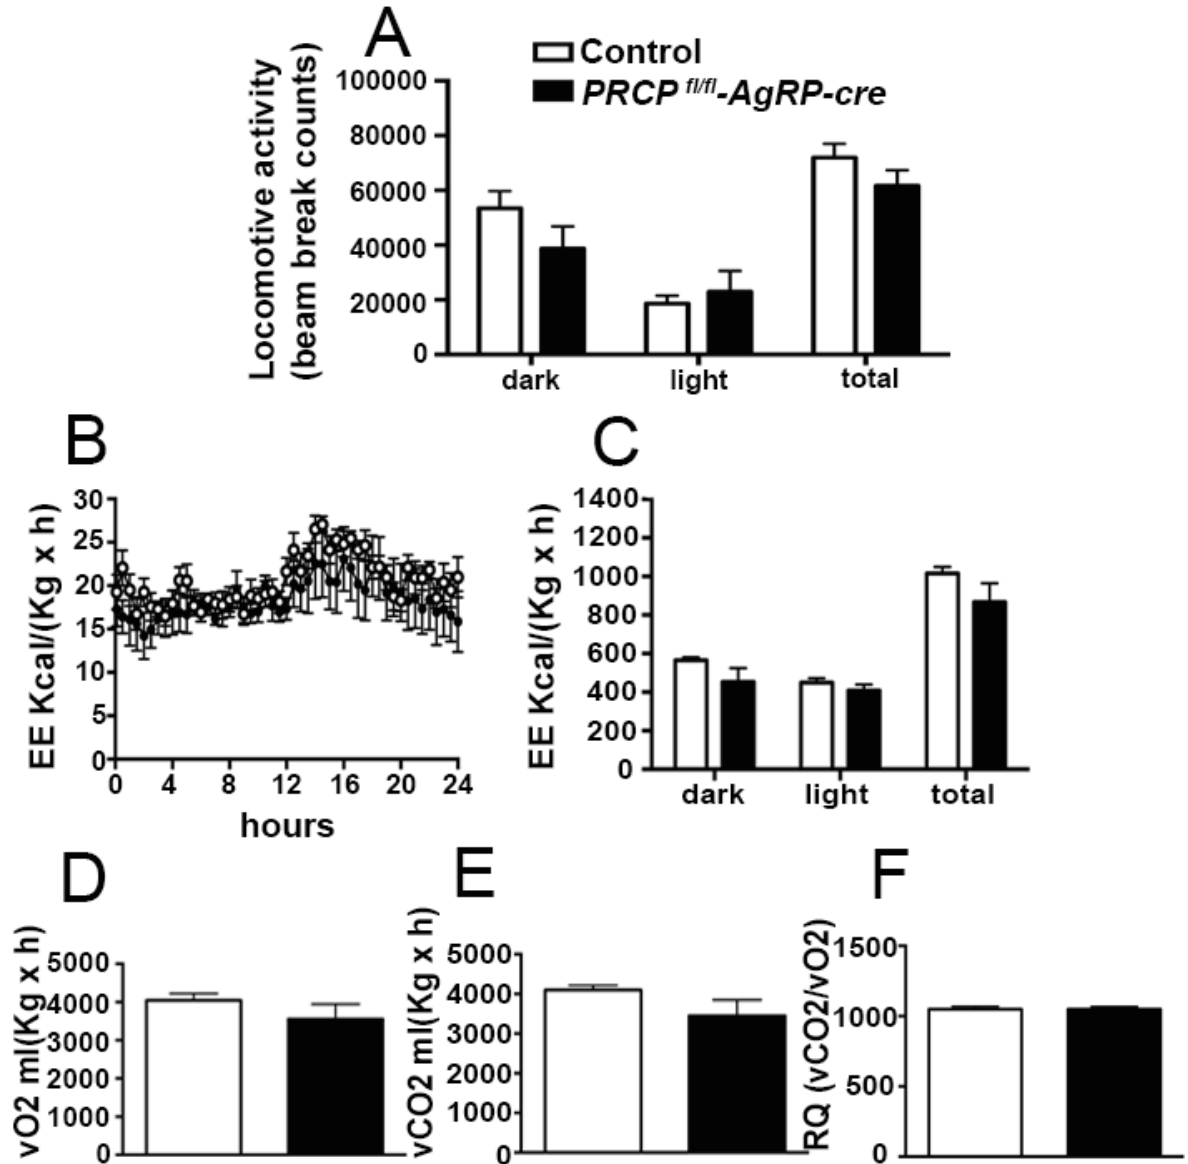 A
Control
PRCP fl/fl-AgRP-cre
Locomotive activity
(beam break counts)
100000
80000
60000
40000
20000
0
dark light total
B
EE Kcal/(Kg x h)
30
25
20
15
10
5
0
0 4 8 12 16 20 24
hours
C
EE Kcal/(Kg x h)
1400
1200
1000
800
600
400
200
0
dark light total
D
vO2 ml(Kg x h)
5000
4000
3000
2000
1000
0
E
vCO2 ml(Kg x h)
5000
4000
3000
2000
1000
0
F
RQ (vCO2/vO2)
1500
1000
500
0